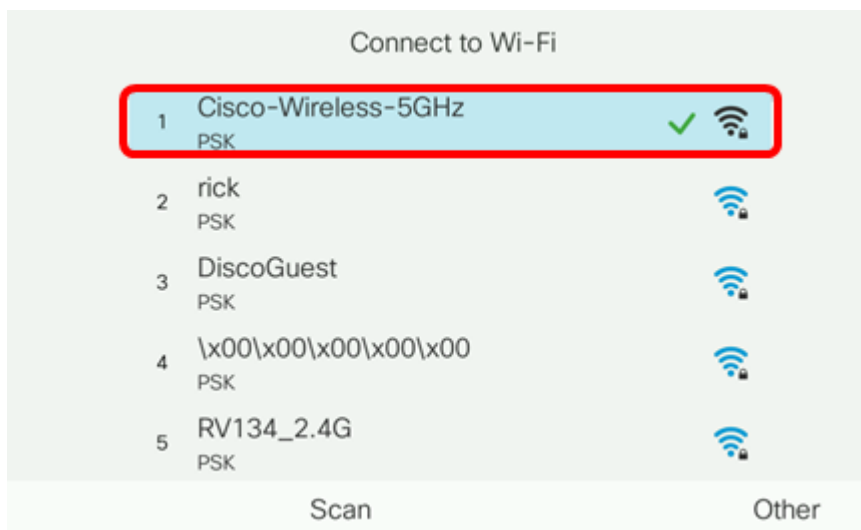 Connect to Wi-Fi
1 Cisco-Wireless-5GHz
PSK
2 rick
PSK
3 DiscoGuest
PSK
4 \x00\x00\x00\x00\x00
PSK
5 RV134_2.4G
PSK
Scan Other